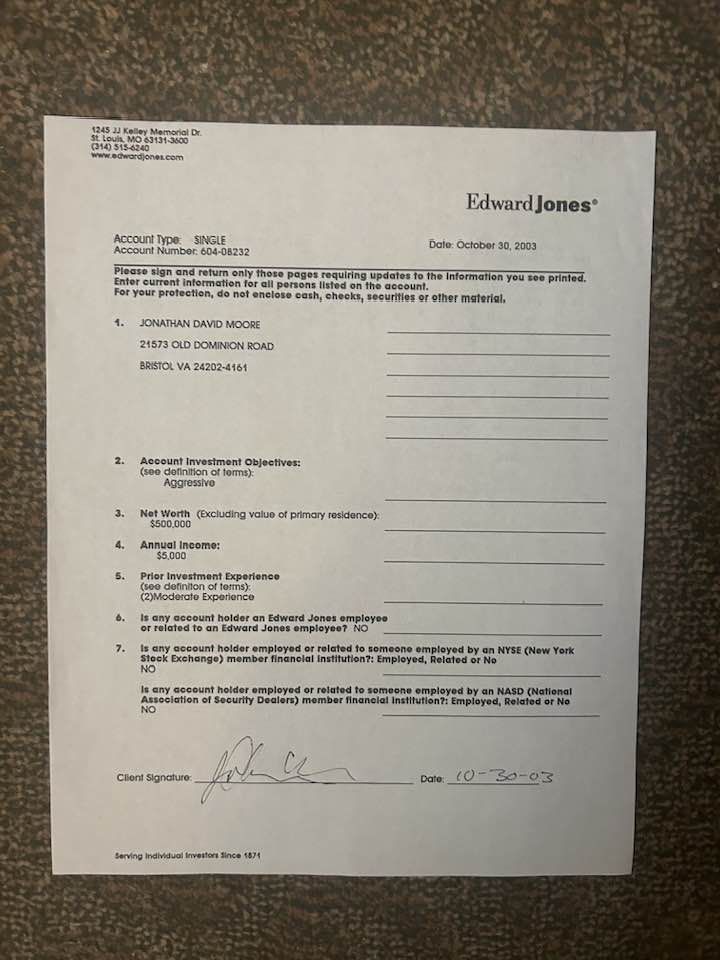 1245 JJ Kelley Memorial Dr.
St. Louis, MO 63131-3600
(314) 515-6240
www.edwardjones.com
Edward Jones®
Account Type: SINGLE
Account Number: 604-08232
Date: October 30, 2003
Please sign and return only those pages requiring updates to the information you see printed.
Enter current information for all persons listed on the account.
For your protection, do not enclose cash, checks, securities or other material.
1. JONATHAN DAVID MOORE
21573 OLD DOMINION ROAD
BRISTOL VA 24202-4161
2. Account Investment Objectives:
(see definition of terms):
Aggressive
3. Net Worth (Excluding value of primary residence):
$500,000
4. Annual Income:
$5,000
5. Prior Investment Experience
(see definiton of terms):
(2)Moderate Experience
6. Is any account holder an Edward Jones employee
or related to an Edward Jones employee? NO
7. Is any account holder employed or related to someone employed by an NYSE (New York
Stock Exchange) member financial institution?: Employed, Related or No
NO
Is any account holder employed or related to someone employed by an NASD (National
Association of Security Dealers) member financial institution?: Employed, Related or No
NO
Client Signature:
Date: 10-30-03
Serving Individual Investors Since 1871